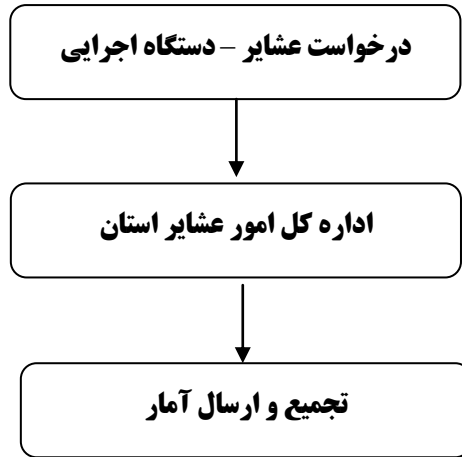 درخواست عشایر – دستگاه اجرایی
اداره کل امور عشایر استان
تجمیع و ارسال آمار